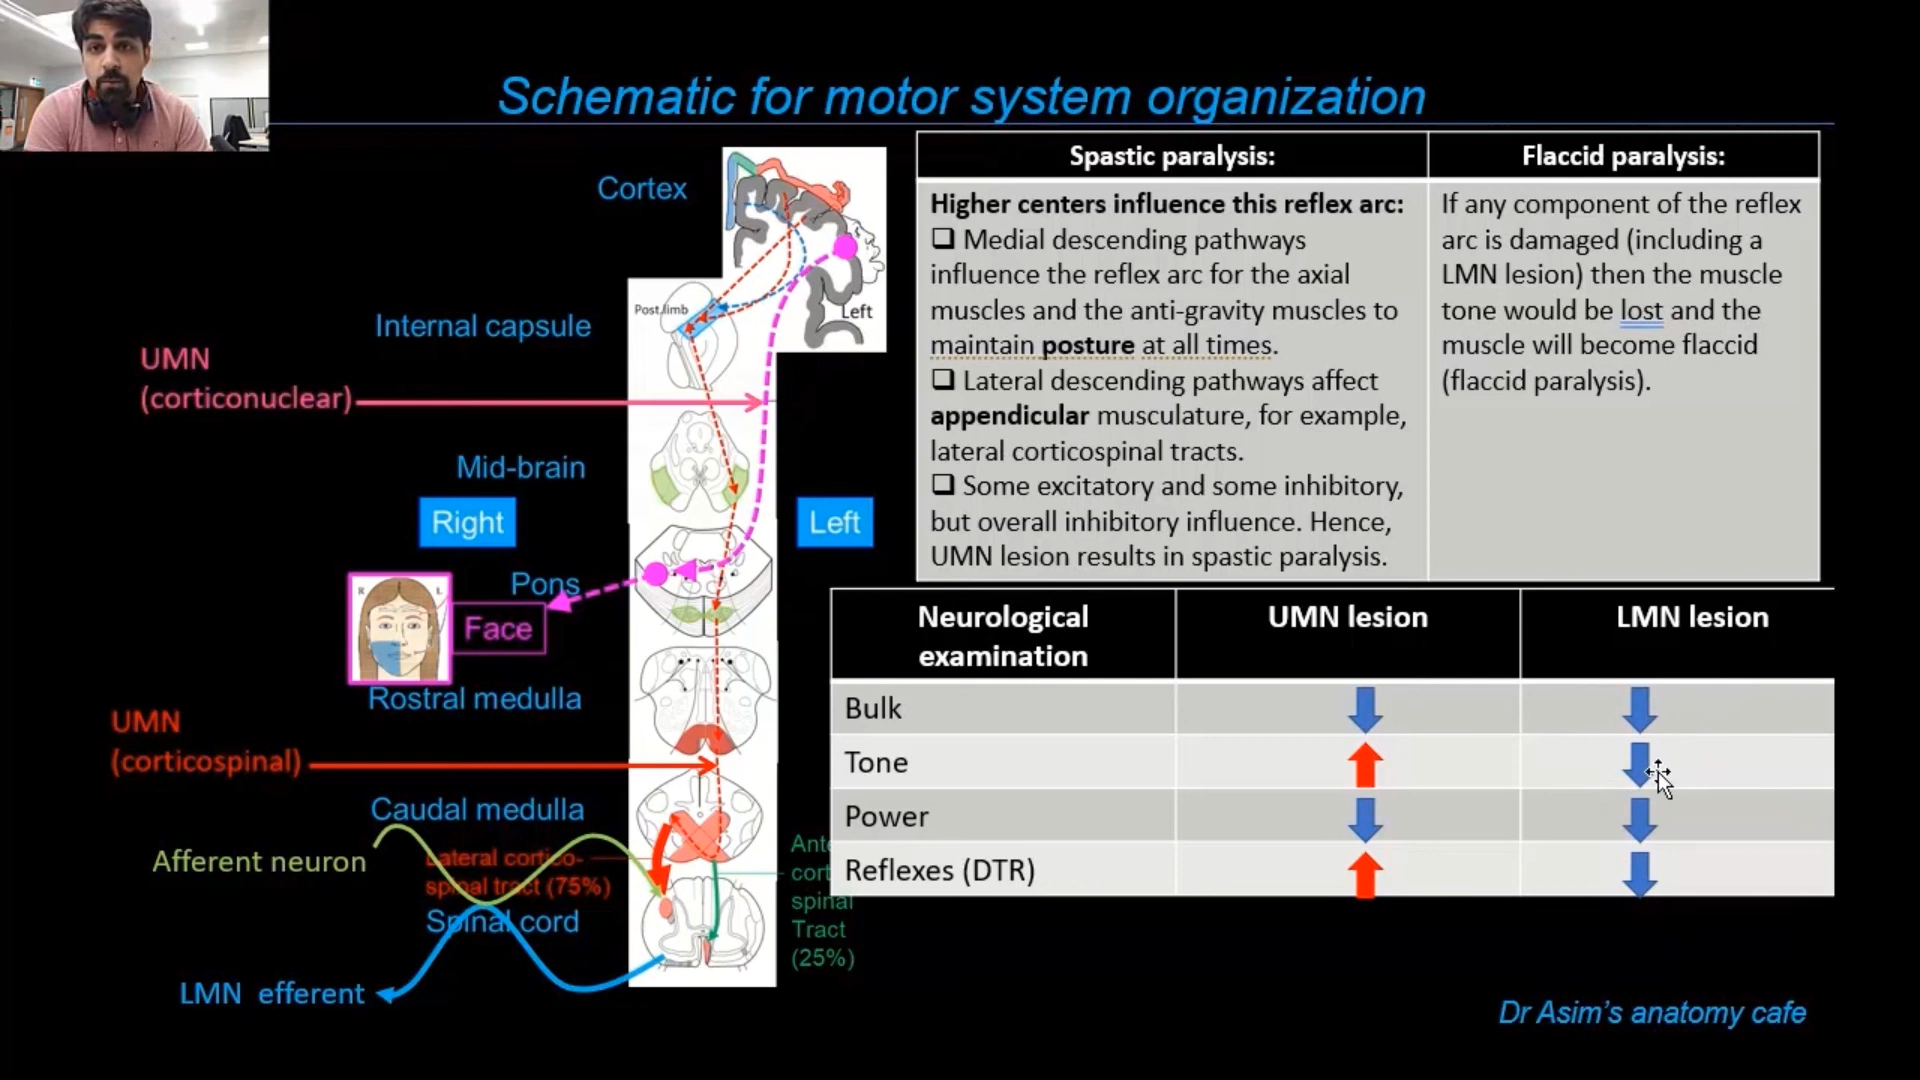 Schematic for motor system organization
Cortex
Post.limb
Left
Internal capsule
UMN
(corticonuclear)
Mid-brain
Right
Left
Pons
R
L
Face
Rostral medulla
UMN
(corticospinal)
Caudal medulla
Afferent neuron
Lateral cortico-
spinal tract (75%)
Spinal cord
LMN efferent
Ante
cort
spinal
Tract
(25%)
Spastic paralysis:
Flaccid paralysis:
Higher centers influence this reflex arc:
❑ Medial descending pathways
influence the reflex arc for the axial
muscles and the anti-gravity muscles to
maintain posture at all times.
❑ Lateral descending pathways affect
appendicular musculature, for example,
lateral corticospinal tracts.
❑ Some excitatory and some inhibitory,
but overall inhibitory influence. Hence,
UMN lesion results in spastic paralysis.
If any component of the reflex
arc is damaged (including a
LMN lesion) then the muscle
tone would be lost and the
muscle will become flaccid
(flaccid paralysis).
Neurological
examination
UMN lesion
LMN lesion
Bulk
Tone
Power
Reflexes (DTR)
Dr Asim's anatomy cafe